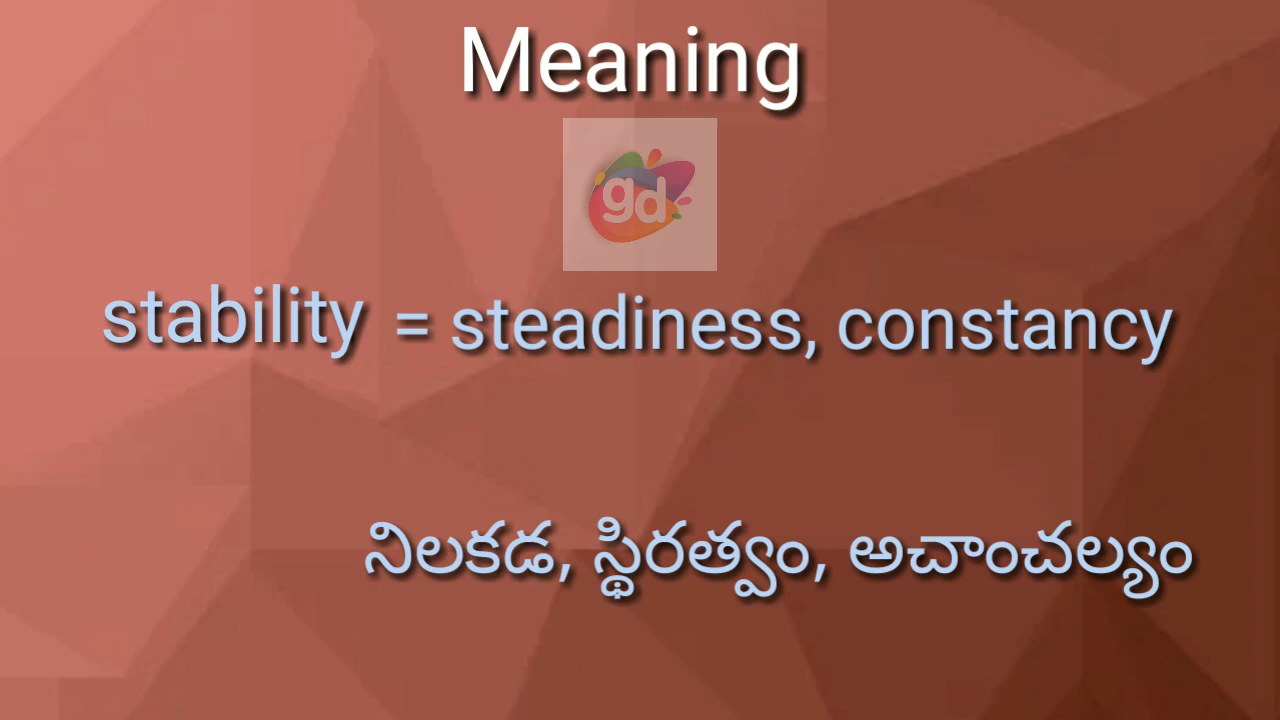 Meaning
gd
stability = steadiness, constancy
నిలకడ, స్థిరత్వం, అచాంచల్యం